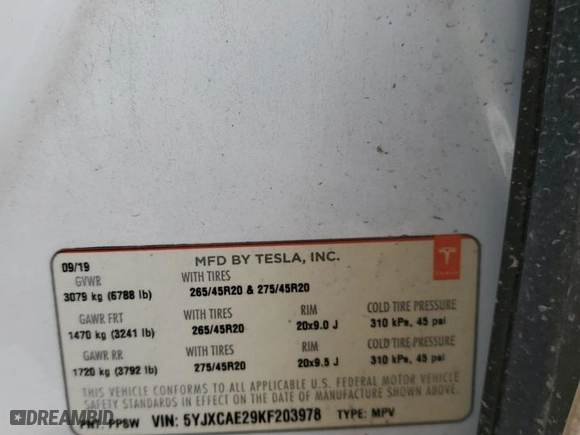 09/19 MFD BY TESLA, INC.
GVWR WITH TIRES
3079 kg (6788 lb) 265/45R20 & 275/45R20
GAWR FRT WITH TIRES RIM COLD TIRE PRESSURE
1470 kg (3241 lb) 265/45R20 20x9.0 J 310 kPa, 45 psi
GAWR RR WITH TIRES RIM COLD TIRE PRESSURE
1720 kg (3792 lb) 275/45R20 20x9.5 J 310 kPa, 45 psi
THIS VEHICLE CONFORMS TO ALL APPLICABLE U.S. FEDERAL MOTOR VEHICLE
SAFETY STANDARDS IN EFFECT ON THE DATE OF MANUFACTURE SHOWN ABOVE.
PMT: PPSW VIN: 5YJXCAE29KF203978 TYPE: MPV
TESLA
DREAMBID